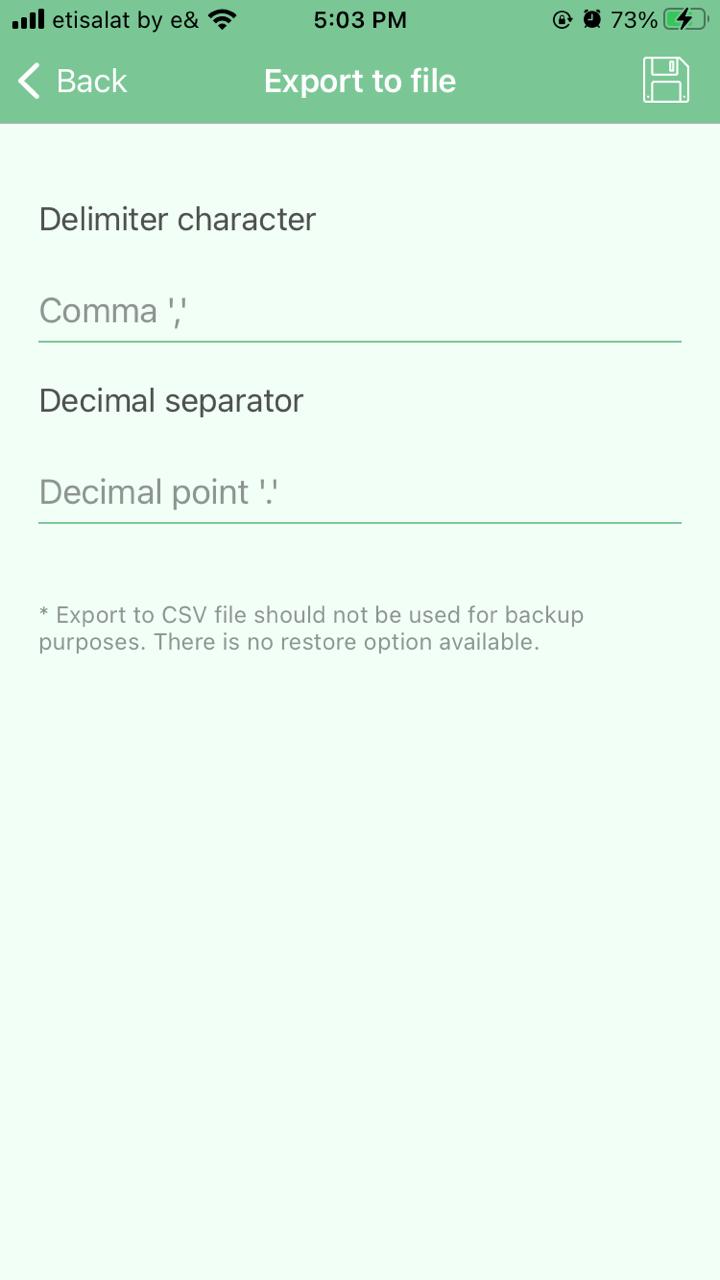 etisalat by e& 5:03 PM 73%
Back Export to file
Delimiter character
Comma ','
Decimal separator
Decimal point '.'
* Export to CSV file should not be used for backup
purposes. There is no restore option available.